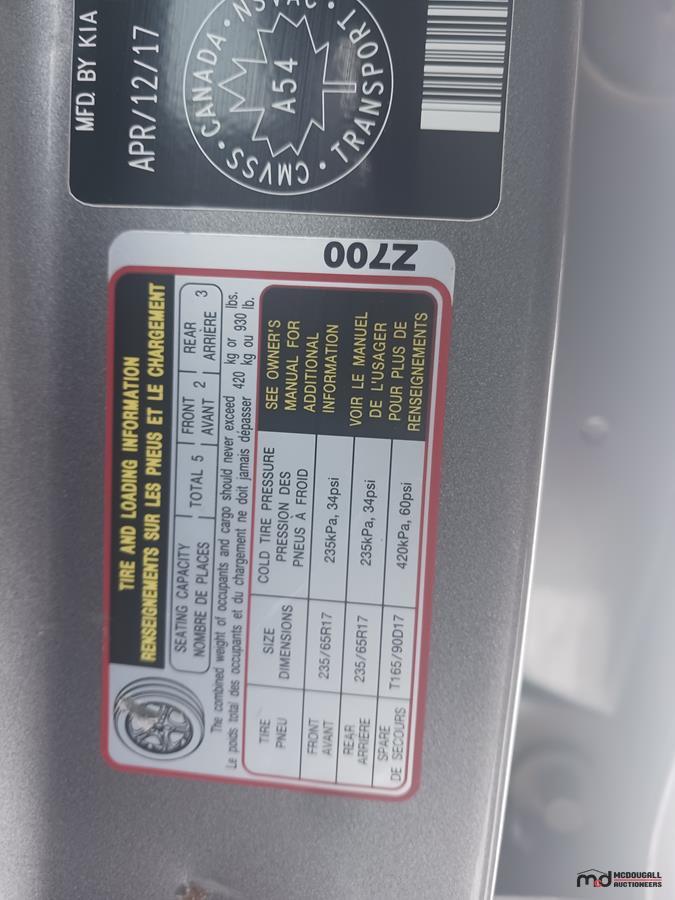 MFD. BY KIA
APR/12/17
CANADA
TRANSPORT
CMVSS
A54
Z700
TIRE AND LOADING INFORMATION
RENSEIGNEMENTS SUR LES PNEUS ET LE CHARGEMENT
SEATING CAPACITY TOTAL 5 FRONT 2 REAR 3
NOMBRE DE PLACES AVANT ARRIÈRE
The combined weight of occupants and cargo should never exceed 420 kg or 930 lbs.
Le poids total des occupants et du chargement ne doit jamais dépasser 420 kg ou 930 lb.
TIRE SIZE COLD TIRE PRESSURE
PNEU DIMENSIONS PRESSION DES
PNEUS À FROID
FRONT 235/65R17 235kPa, 34psi
AVANT
REAR 235/65R17 235kPa, 34psi
ARRIERE
SPARE T165/90D17 420kPa, 60psi
DE SECOURS
SEE OWNER'S
MANUAL FOR
ADDITIONAL
INFORMATION
VOIR LE MANUEL
DE L'USAGER
POUR PLUS DE
RENSEIGNEMENTS
md MCDOUGALL
AUCTIONEERS